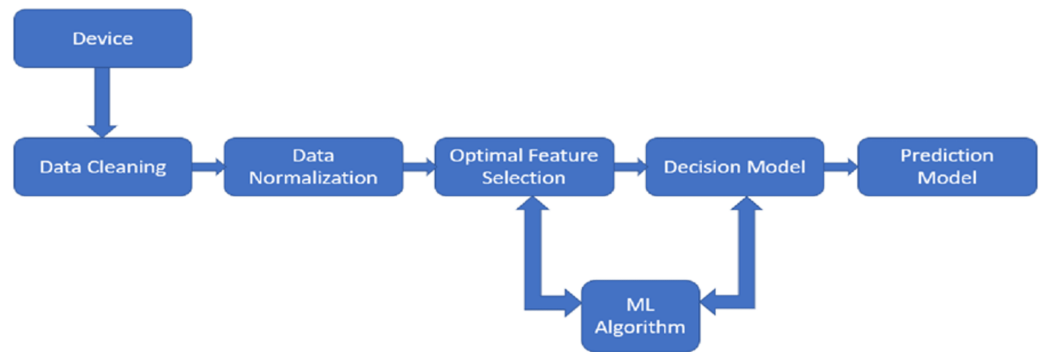 Device
Data Cleaning
Data
Normalization
Optimal Feature
Selection
Decision Model
Prediction
Model
ML
Algorithm